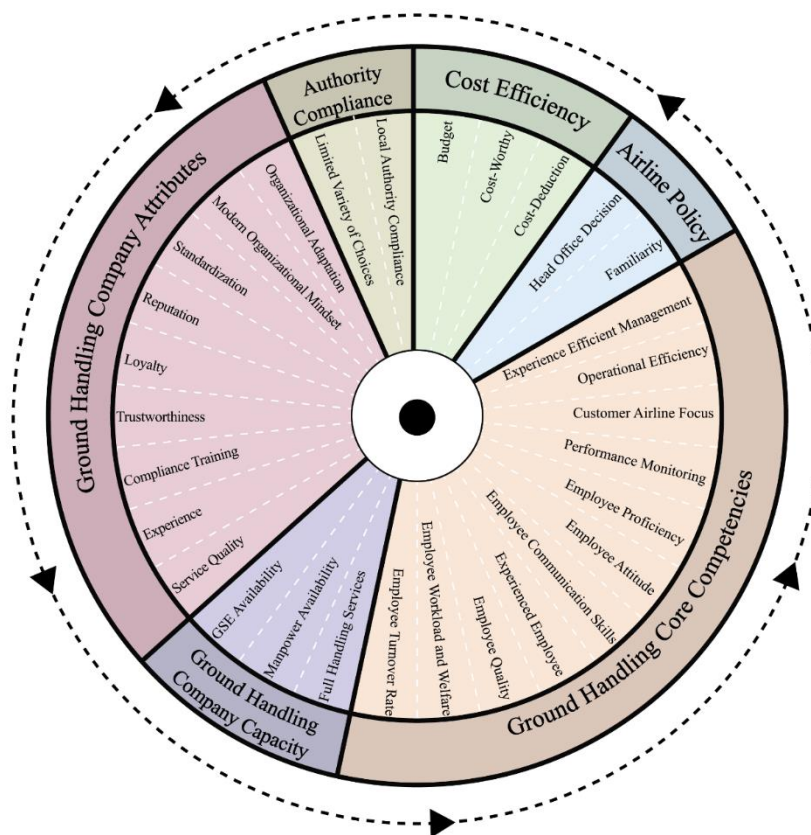 Authority
Compliance
Limited Variety of Choices
Local Authority Compliance
Cost Efficiency
Budget
Cost-Worthy
Cost-Deduction
Airline Policy
Head Office Decision
Familiarity
Ground Handling Core Competencies
Experience Efficient Management
Operational Efficiency
Customer Airline Focus
Performance Monitoring
Employee Proficiency
Employee Attitude
Employee Communication Skills
Experienced Employee
Employee Quality
Employee Workload and Welfare
Employee Turnover Rate
Ground Handling
Company Capacity
Full Handling Services
Manpower Availability
GSE Availability
Ground Handling Company Attributes
Service Quality
Experience
Compliance Training
Trustworthiness
Loyalty
Reputation
Standardization
Modern Organizational Mindset
Organizational Adaptation